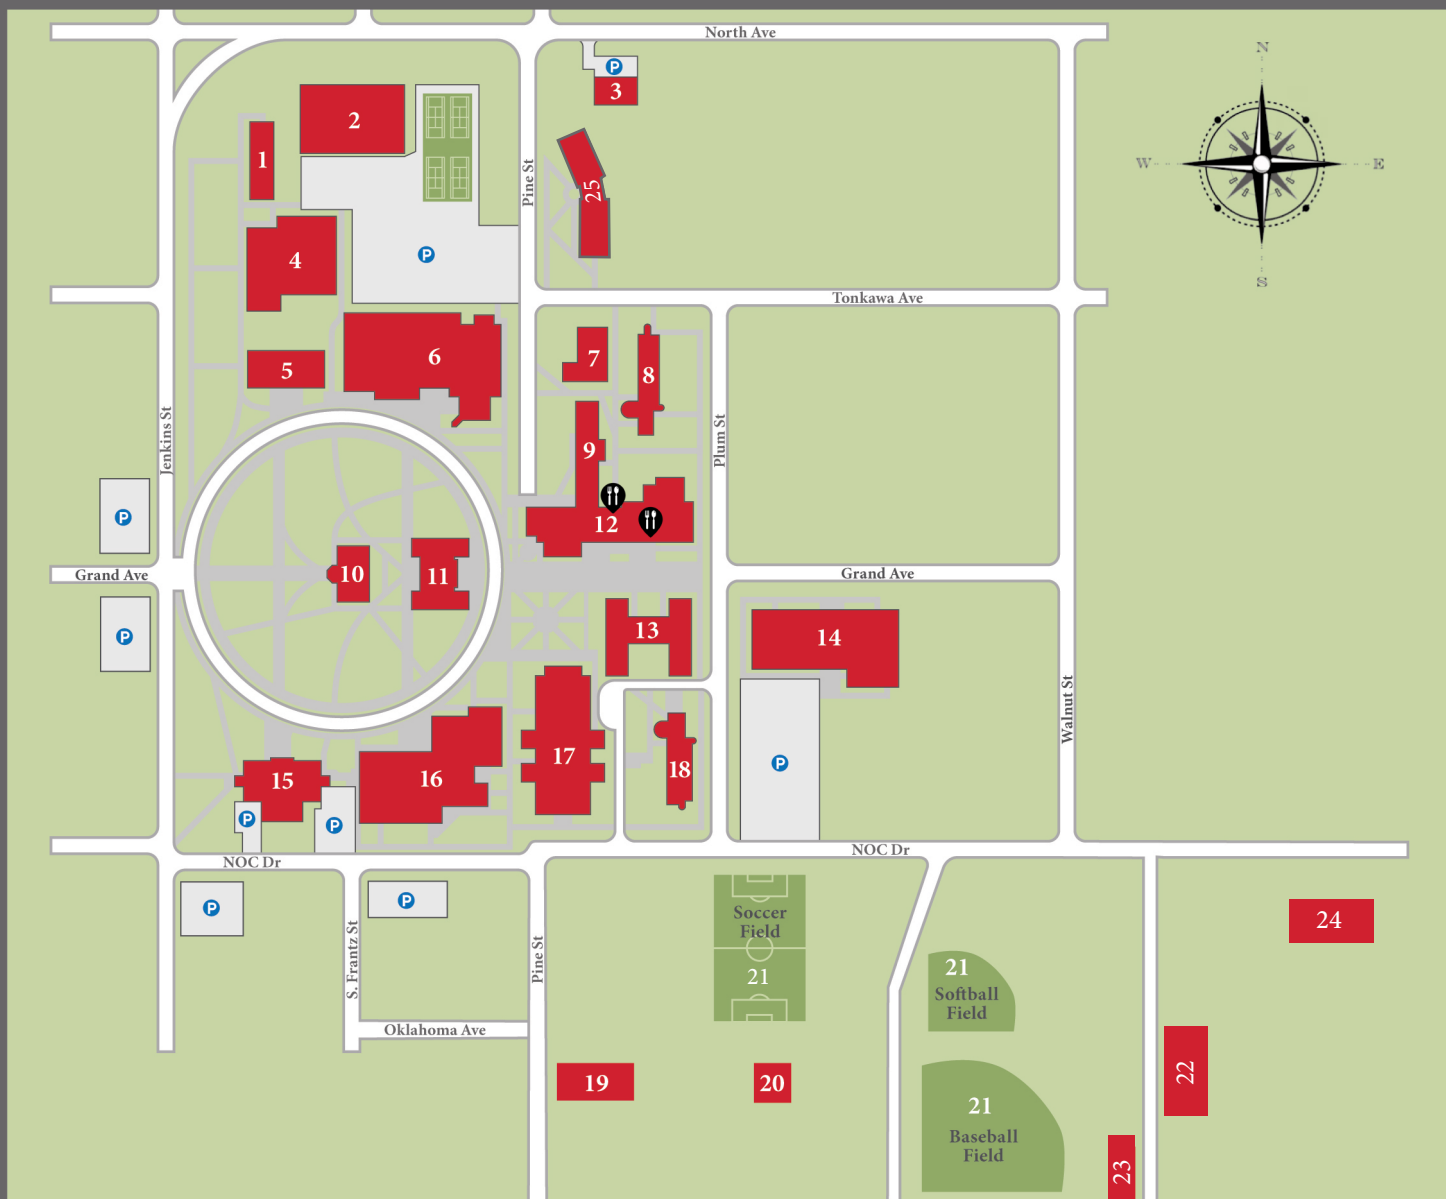 North Ave
P
3
2
1
25
Pine St
N
W
E
S
4
P
Tonkawa Ave
7
8
6
5
Jenkins St
Plum St
9
P
12
Grand Ave
10
11
Grand Ave
P
13
14
Walnut St
17
18
P
15
16
P
P
NOC Dr
NOC Dr
P
P
S. Frantz St
Pine St
Soccer
Field
21
21
Softball
Field
24
Oklahoma Ave
19
20
22
21
Baseball
Field
23